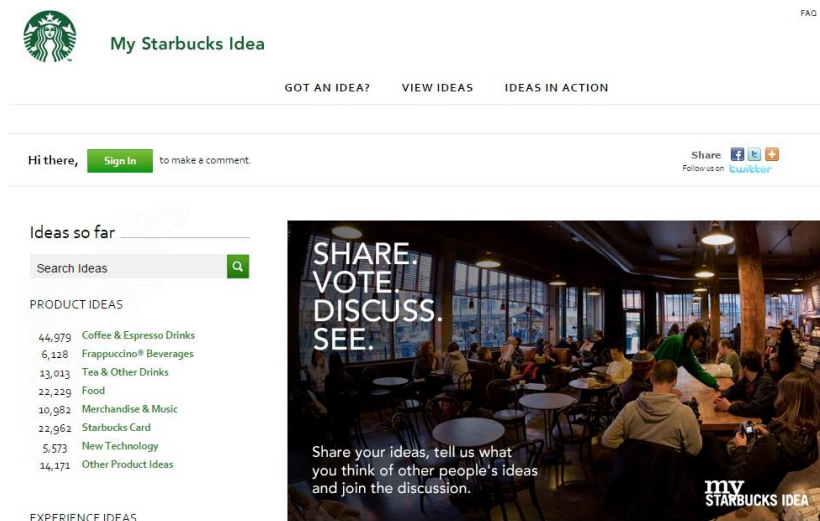 FAQ
My Starbucks Idea
GOT AN IDEA? VIEW IDEAS IDEAS IN ACTION
Hi there, Sign In to make a comment.
Share
Follow us on twitter
Ideas so far
Search Ideas
PRODUCT IDEAS
44,979 Coffee & Espresso Drinks
6,128 Frappuccino® Beverages
13,013 Tea & Other Drinks
22,229 Food
10,982 Merchandise & Music
22,962 Starbucks Card
5,573 New Technology
14,171 Other Product Ideas
EXPERIENCE IDEAS
SHARE.
VOTE.
DISCUSS.
SEE.
Share your ideas, tell us what
you think of other people's ideas
and join the discussion.
my
STARBUCKS IDEA